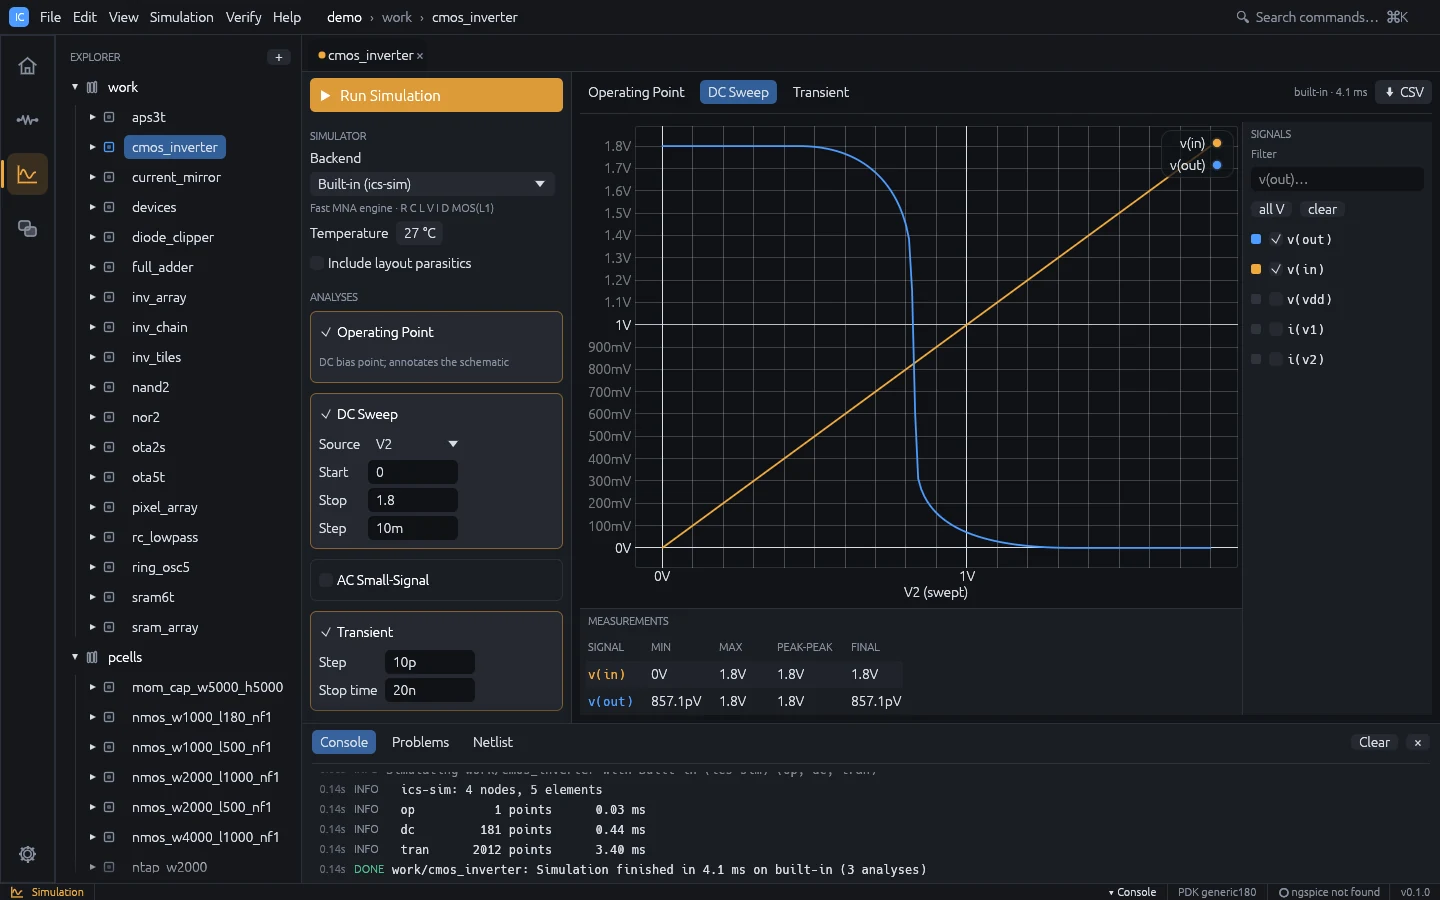 IC File Edit View Simulation Verify Help demo › work › cmos_inverter Search commands… ⌘K
EXPLORER +
work
aps3t
cmos_inverter
current_mirror
devices
diode_clipper
full_adder
inv_array
inv_chain
inv_tiles
nand2
nor2
ota2s
ota5t
pixel_array
rc_lowpass
ring_osc5
sram6t
sram_array
pcells
mom_cap_w5000_h5000
nmos_w1000_l180_nf1
nmos_w1000_l500_nf1
nmos_w2000_l1000_nf1
nmos_w2000_l500_nf1
nmos_w4000_l1000_nf1
ntap_w2000
cmos_inverter ×
Run Simulation
SIMULATOR
Backend
Built-in (ics-sim)
Fast MNA engine · R C L V I D MOS(L1)
Temperature 27 °C
Include layout parasitics
ANALYSES
Operating Point
DC bias point; annotates the schematic
DC Sweep
Source V2
Start 0
Stop 1.8
Step 10m
AC Small-Signal
Transient
Step 10p
Stop time 20n
Operating Point DC Sweep Transient built-in · 4.1 ms CSV
v(in)
v(out)
1.8V
1.7V
1.6V
1.5V
1.4V
1.3V
1.2V
1.1V
1V
900mV
800mV
700mV
600mV
500mV
400mV
300mV
200mV
100mV
0V
0V 1V
V2 (swept)
SIGNALS
Filter
v(out)…
all V clear
v(out)
v(in)
v(vdd)
i(v1)
i(v2)
MEASUREMENTS
SIGNAL MIN MAX PEAK-PEAK FINAL
v(in) 0V 1.8V 1.8V 1.8V
v(out) 857.1pV 1.8V 1.8V 857.1pV
Console Problems Netlist Clear ×
Simulating work/cmos_inverter with Built-in (ics-sim) (op, dc, tran)
0.14s INFO ics-sim: 4 nodes, 5 elements
0.14s INFO op 1 points 0.03 ms
0.14s INFO dc 181 points 0.44 ms
0.14s INFO tran 2012 points 3.40 ms
0.14s DONE work/cmos_inverter: Simulation finished in 4.1 ms on built-in (3 analyses)
Simulation Console PDK generic180 ngspice not found v0.1.0